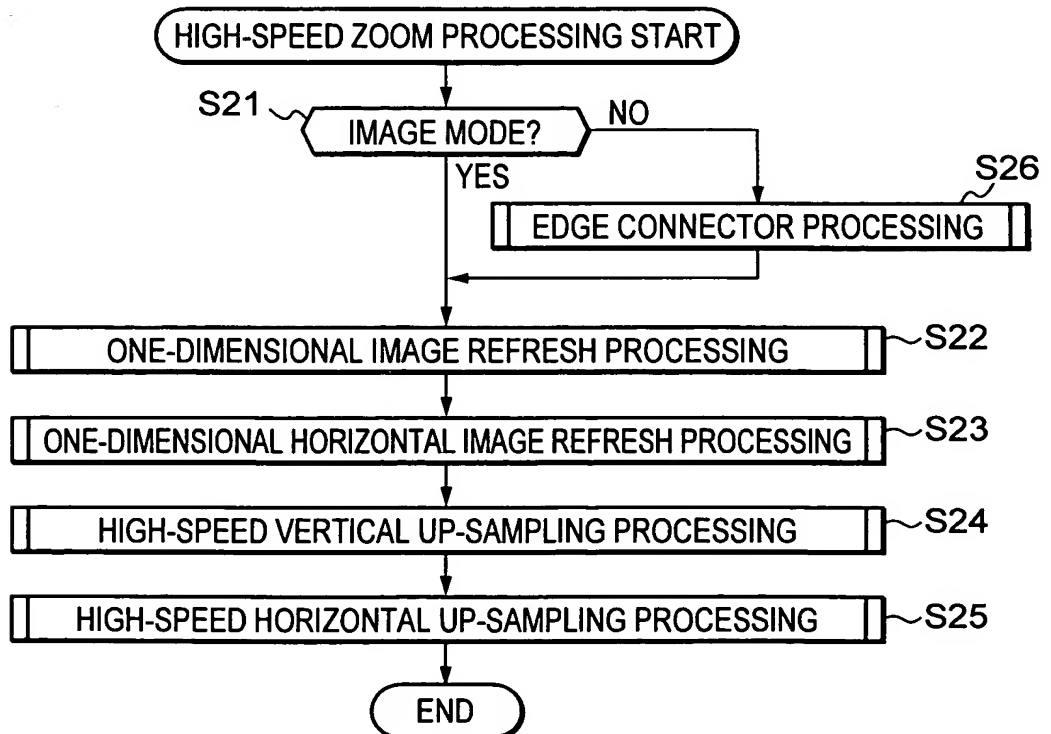 HIGH-SPEED ZOOM PROCESSING START
S21
IMAGE MODE?
NO
YES
S26
EDGE CONNECTOR PROCESSING
ONE-DIMENSIONAL IMAGE REFRESH PROCESSING
S22
ONE-DIMENSIONAL HORIZONTAL IMAGE REFRESH PROCESSING
S23
HIGH-SPEED VERTICAL UP-SAMPLING PROCESSING
S24
HIGH-SPEED HORIZONTAL UP-SAMPLING PROCESSING
S25
END